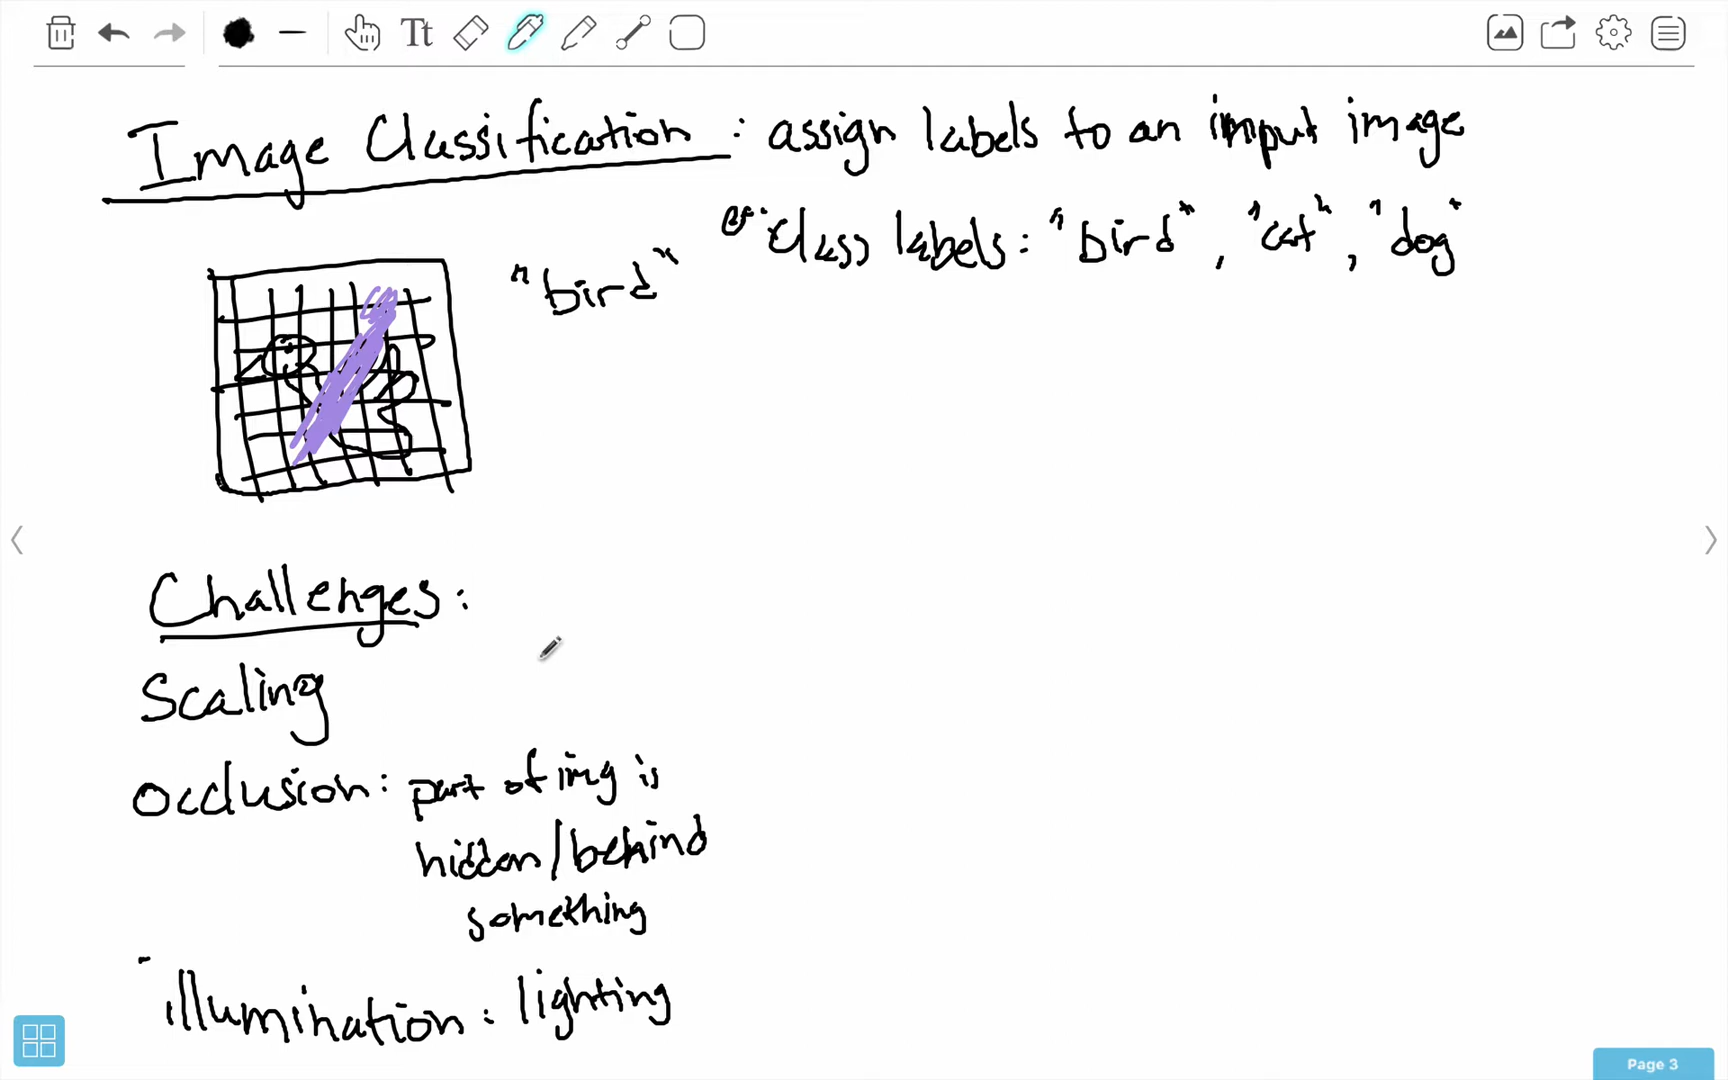 Tt
Image Classification : assign labels to an input image
Class labels: "bird", "cat", "dog"
"bird"
Challenges:
Scaling
Occlusion: part of img is
hidden/behind
something
illumination: lighting
Page 3